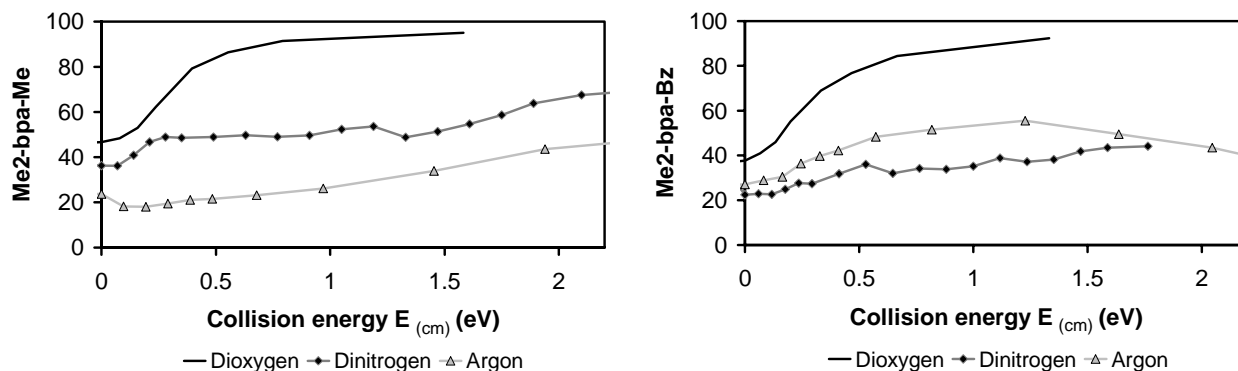 Me2-bpa-Me
100
80
60
40
20
0
0 0.5 1 1.5 2
Collision energy E (cm) (eV)
Dioxygen Dinitrogen Argon
Me2-bpa-Bz
100
80
60
40
20
0
0 0.5 1 1.5 2
Collision energy E (cm) (eV)
Dioxygen Dinitrogen Argon